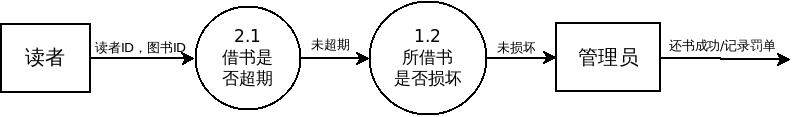 读者
读者ID，图书ID
2.1
借书是
否超期
未超期
1.2
所借书
是否损坏
未损坏
管理员
还书成功/记录罚单